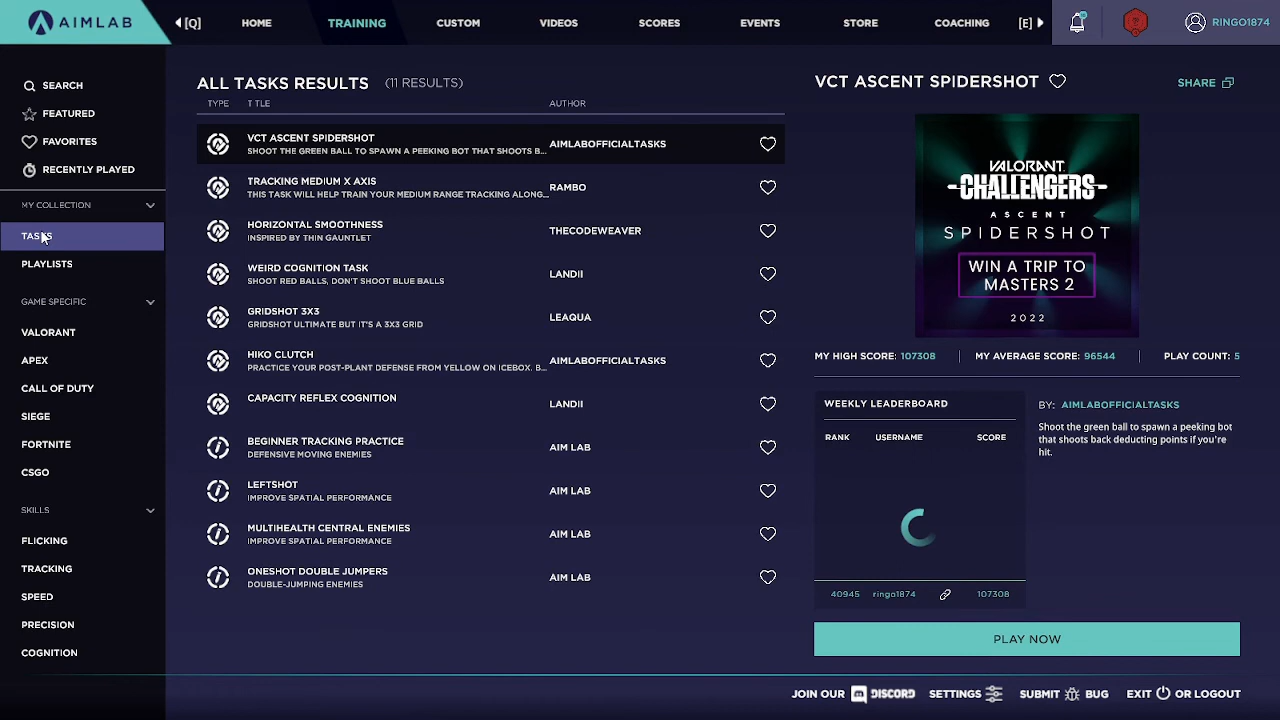 AIMLAB
[Q]
HOME
TRAINING
CUSTOM
VIDEOS
SCORES
EVENTS
STORE
COACHING
[E]
RINGO1874
SEARCH
FEATURED
FAVORITES
RECENTLY PLAYED
MY COLLECTION
TASKS
PLAYLISTS
GAME SPECIFIC
VALORANT
APEX
CALL OF DUTY
SIEGE
FORTNITE
CSGO
SKILLS
FLICKING
TRACKING
SPEED
PRECISION
COGNITION
ALL TASKS RESULTS (11 RESULTS)
TYPE TITLE AUTHOR
VCT ASCENT SPIDERSHOT
SHOOT THE GREEN BALL TO SPAWN A PEEKING BOT THAT SHOOTS B...
AIMLABOFFICIALTASKS
TRACKING MEDIUM X AXIS
THIS TASK WILL HELP TRAIN YOUR MEDIUM RANGE TRACKING ALONG...
RAMBO
HORIZONTAL SMOOTHNESS
INSPIRED BY THIN GAUNTLET
THECODEWEAVER
WEIRD COGNITION TASK
SHOOT RED BALLS, DON'T SHOOT BLUE BALLS
LANDII
GRIDSHOT 3X3
GRIDSHOT ULTIMATE BUT IT'S A 3X3 GRID
LEAQUA
HIKO CLUTCH
PRACTICE YOUR POST-PLANT DEFENSE FROM YELLOW ON ICEBOX. B...
AIMLABOFFICIALTASKS
CAPACITY REFLEX COGNITION
LANDII
BEGINNER TRACKING PRACTICE
DEFENSIVE MOVING ENEMIES
AIM LAB
LEFTSHOT
IMPROVE SPATIAL PERFORMANCE
AIM LAB
MULTIHEALTH CENTRAL ENEMIES
IMPROVE SPATIAL PERFORMANCE
AIM LAB
ONESHOT DOUBLE JUMPERS
DOUBLE-JUMPING ENEMIES
AIM LAB
VCT ASCENT SPIDERSHOT
SHARE
VALORANT
CHALLENGERS
ASCENT
SPIDERSHOT
WIN A TRIP TO
MASTERS 2
2022
MY HIGH SCORE: 107308
MY AVERAGE SCORE: 96544
PLAY COUNT: 5
WEEKLY LEADERBOARD
RANK USERNAME SCORE
40945 ringo1874 107308
BY: AIMLABOFFICIALTASKS
Shoot the green ball to spawn a peeking bot
that shoots back deducting points if you're
hit.
PLAY NOW
JOIN OUR DISCORD
SETTINGS
SUBMIT BUG
EXIT OR LOGOUT